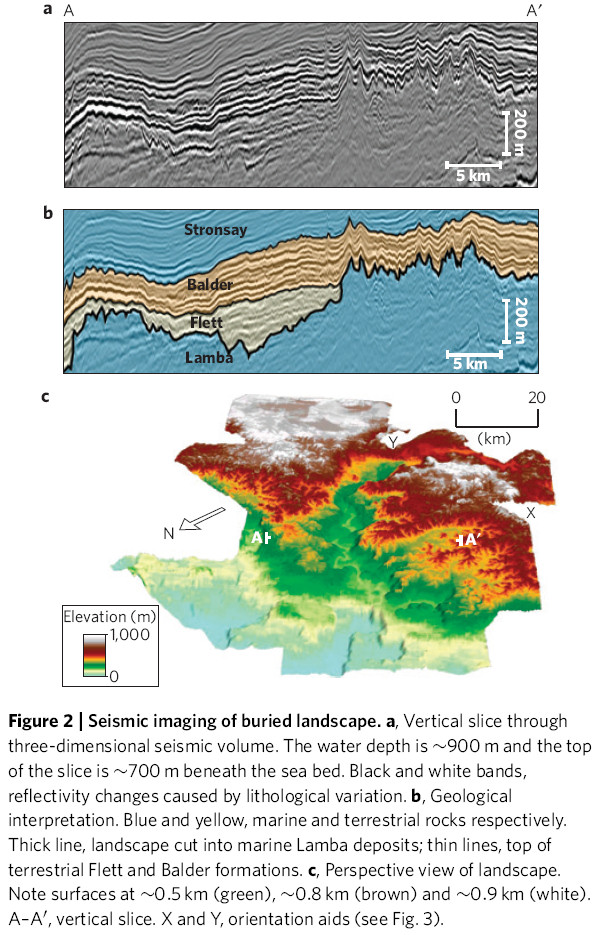 a
A
A′
200 m
5 km
b
Stronsay
Balder
Flett
Lamba
200 m
5 km
c
0 20
(km)
Y
X
N
A
A′
Elevation (m)
1,000
0
Figure 2 | Seismic imaging of buried landscape. a, Vertical slice through
three-dimensional seismic volume. The water depth is ∼900 m and the top
of the slice is ∼700 m beneath the sea bed. Black and white bands,
reflectivity changes caused by lithological variation. b, Geological
interpretation. Blue and yellow, marine and terrestrial rocks respectively.
Thick line, landscape cut into marine Lamba deposits; thin lines, top of
terrestrial Flett and Balder formations. c, Perspective view of landscape.
Note surfaces at ∼0.5 km (green), ∼0.8 km (brown) and ∼0.9 km (white).
A–A′, vertical slice. X and Y, orientation aids (see Fig. 3).